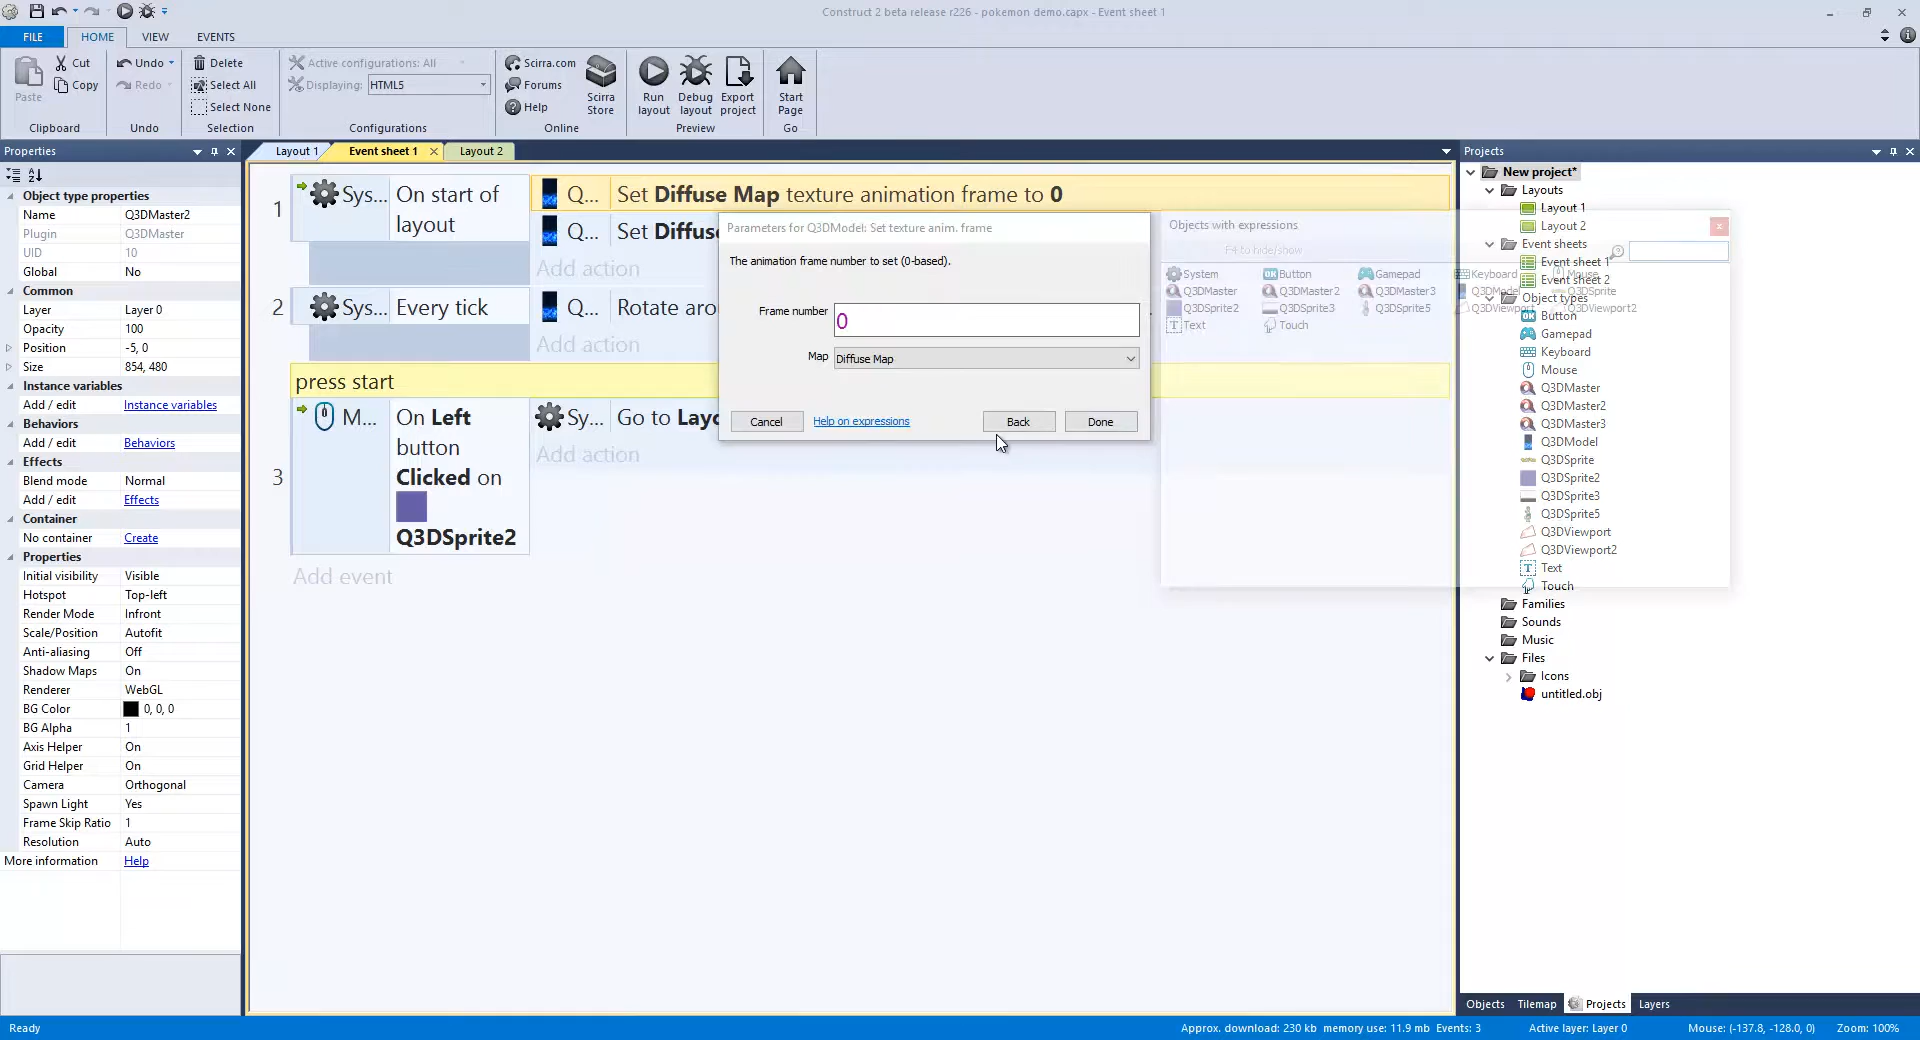 Construct 2 beta release r226 - pokemon demo.capx - Event sheet 1
FILE HOME VIEW EVENTS
Paste Cut Copy Clipboard
Undo Redo Undo
Delete Select All Select None Selection
Active configurations: All
Displaying: HTML5
Configurations
Scirra.com Forums Help Scirra Store Online
Run layout Debug layout Export project Preview
Start Page Go
Properties
Object type properties
Name Q3DMaster2
Plugin Q3DMaster
UID 10
Global No
Common
Layer Layer 0
Opacity 100
Position -5, 0
Size 854, 480
Instance variables
Add / edit Instance variables
Behaviors
Add / edit Behaviors
Effects
Blend mode Normal
Add / edit Effects
Container
No container Create
Properties
Initial visibility Visible
Hotspot Top-left
Render Mode Infront
Scale/Position Autofit
Anti-aliasing Off
Shadow Maps On
Renderer WebGL
BG Color 0, 0, 0
BG Alpha 1
Axis Helper On
Grid Helper On
Camera Orthogonal
Spawn Light Yes
Frame Skip Ratio 1
Resolution Auto
More information Help
Layout 1 Event sheet 1 Layout 2
1 Sys... On start of layout Q... Set Diffuse Map texture animation frame to 0
Q... Set Diffuse
Add action
2 Sys... Every tick Q... Rotate aro
Add action
press start
3 M... On Left button Clicked on Q3DSprite2 Sy... Go to Layo
Add action
Add event
Parameters for Q3DModel: Set texture anim. frame
The animation frame number to set (0-based).
Frame number 0
Map Diffuse Map
Cancel Help on expressions Back Done
Objects with expressions
F4 to hide/show
System Button Gamepad Keyboard Mouse
Q3DMaster Q3DMaster2 Q3DMaster3 Q3DModel Q3DSprite
Q3DSprite2 Q3DSprite3 Q3DSprite5 Q3DViewport Q3DViewport2
Text Touch
Projects
New project*
Layouts
Layout 1
Layout 2
Event sheets
Event sheet 1
Event sheet 2
Object types
Button
Gamepad
Keyboard
Mouse
Q3DMaster
Q3DMaster2
Q3DMaster3
Q3DModel
Q3DSprite
Q3DSprite2
Q3DSprite3
Q3DSprite5
Q3DViewport
Q3DViewport2
Text
Touch
Families
Sounds
Music
Files
Icons
untitled.obj
Objects Tilemap Projects Layers
Ready Approx. download: 230 kb memory use: 11.9 mb Events: 3 Active layer: Layer 0 Mouse: (-137.8, -128.0, 0) Zoom: 100%